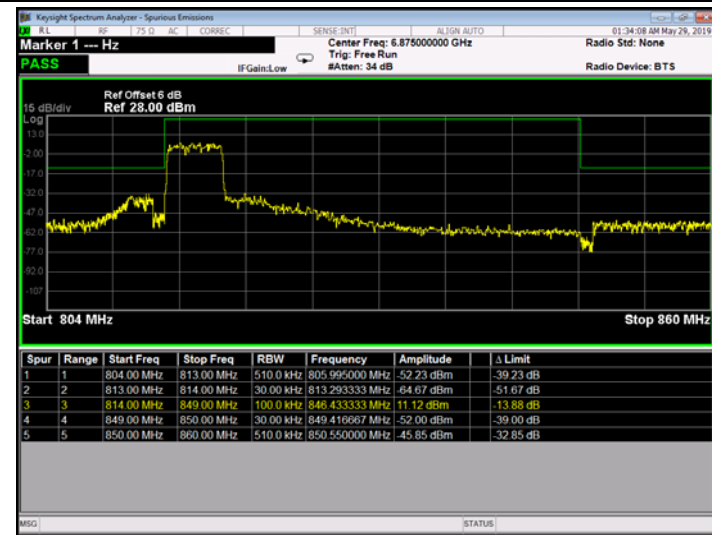 Keysight Spectrum Analyzer - Spurious Emissions
RL RF 75 Ω AC CORREC SENSE:INT ALIGN AUTO 01:34:08 AM May 29, 2019
Marker 1 --- Hz Center Freq: 6.875000000 GHz Radio Std: None
Trig: Free Run
PASS IFGain:Low #Atten: 34 dB Radio Device: BTS
Ref Offset 6 dB
15 dB/div Ref 28.00 dBm
Log
13.0
-2.00
-17.0
-32.0
-47.0
-62.0
-77.0
-92.0
-107
Start 804 MHz Stop 860 MHz
Spur Range Start Freq Stop Freq RBW Frequency Amplitude Δ Limit
1 1 804.00 MHz 813.00 MHz 510.0 kHz 805.995000 MHz -52.23 dBm -39.23 dB
2 2 813.00 MHz 814.00 MHz 30.00 kHz 813.293333 MHz -64.67 dBm -51.67 dB
3 3 814.00 MHz 849.00 MHz 100.0 kHz 846.433333 MHz 11.12 dBm -13.88 dB
4 4 849.00 MHz 850.00 MHz 30.00 kHz 849.416667 MHz -52.00 dBm -39.00 dB
5 5 850.00 MHz 860.00 MHz 510.0 kHz 850.550000 MHz -45.85 dBm -32.85 dB
MSG STATUS